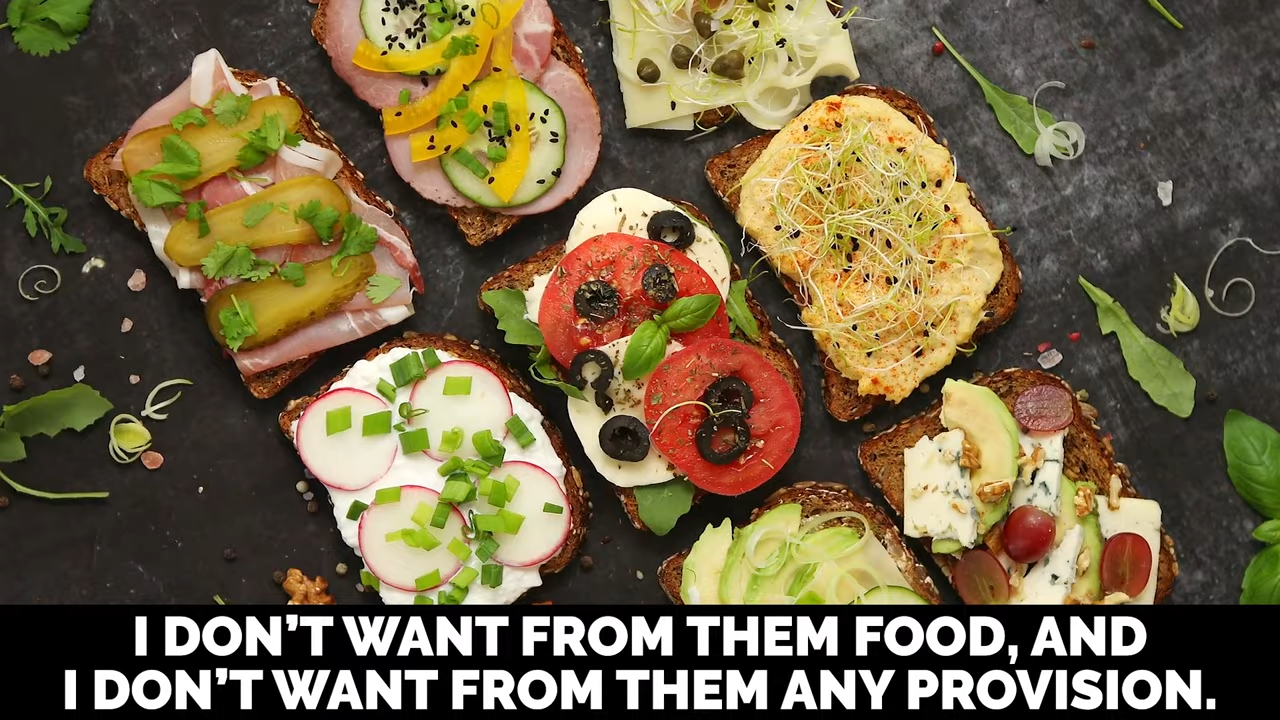 I DON’T WANT FROM THEM FOOD, AND
I DON’T WANT FROM THEM ANY PROVISION.